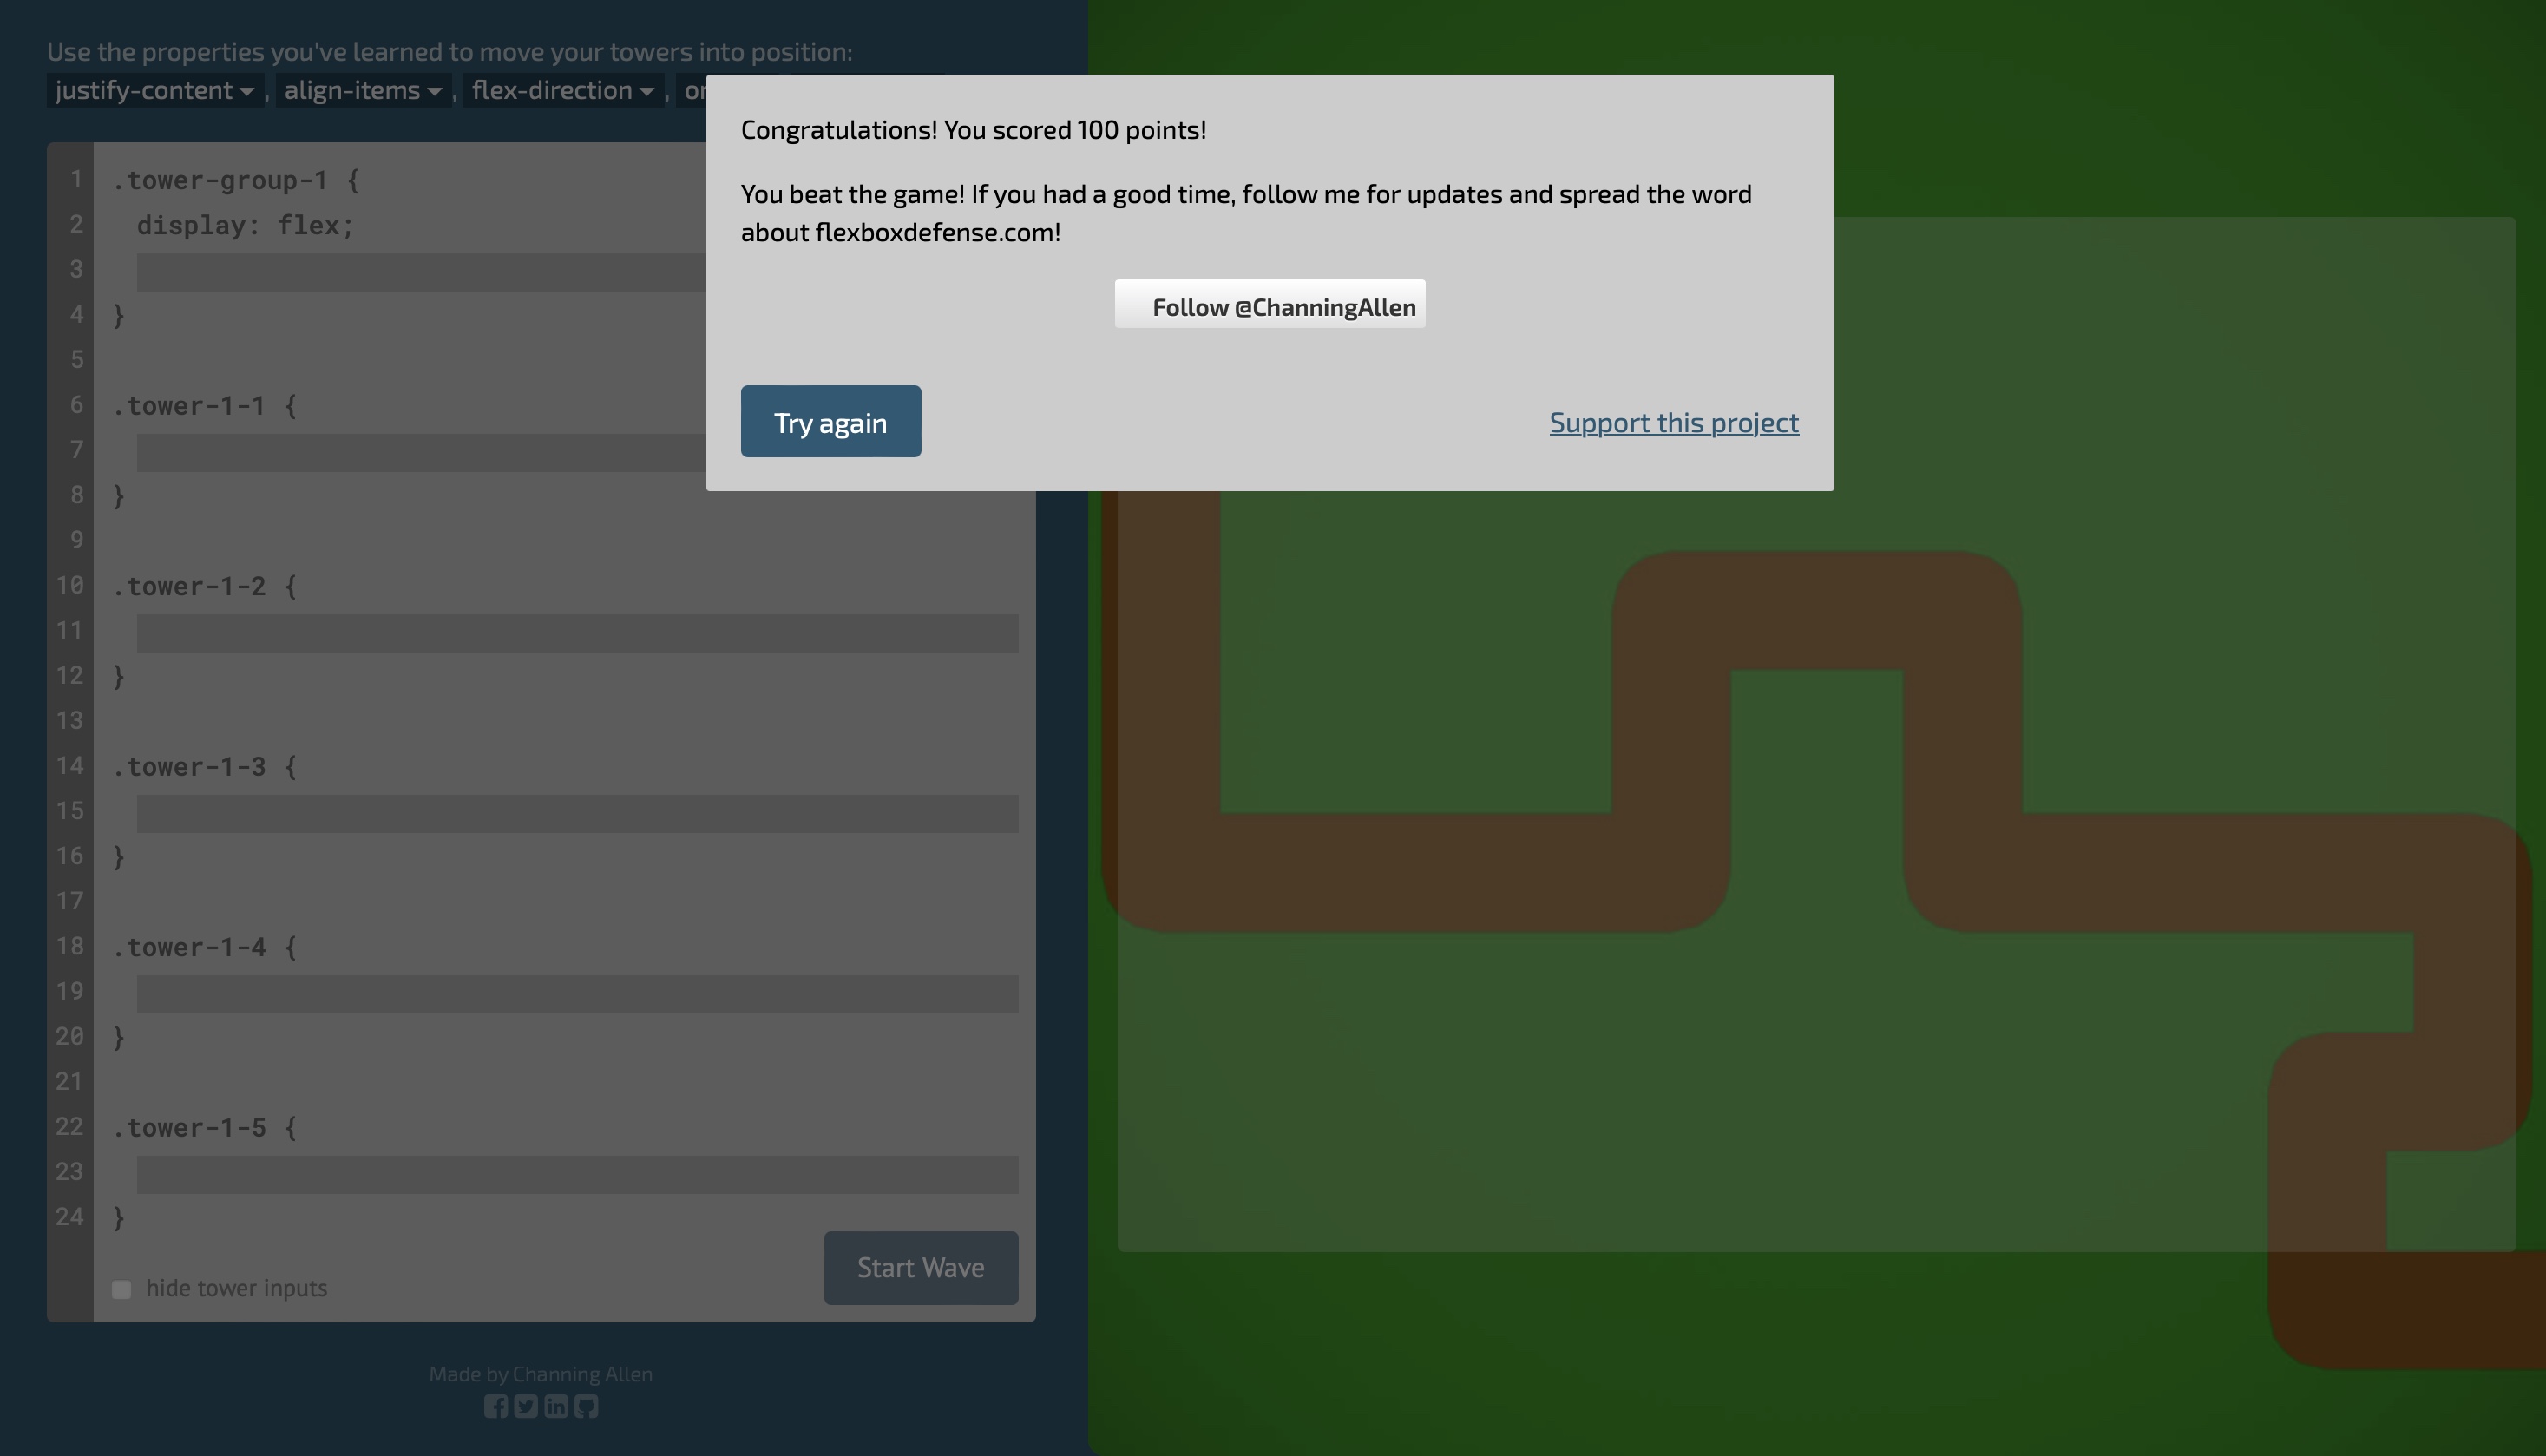 Use the properties you've learned to move your towers into position:
justify-content , align-items , flex-direction , or
Congratulations! You scored 100 points!
You beat the game! If you had a good time, follow me for updates and spread the word
about flexboxdefense.com!
Follow @ChanningAllen
Try again
Support this project
1 .tower-group-1 {
2 display: flex;
3
4 }
5
6 .tower-1-1 {
7
8 }
9
10 .tower-1-2 {
11
12 }
13
14 .tower-1-3 {
15
16 }
17
18 .tower-1-4 {
19
20 }
21
22 .tower-1-5 {
23
24 }
hide tower inputs
Start Wave
Made by Channing Allen